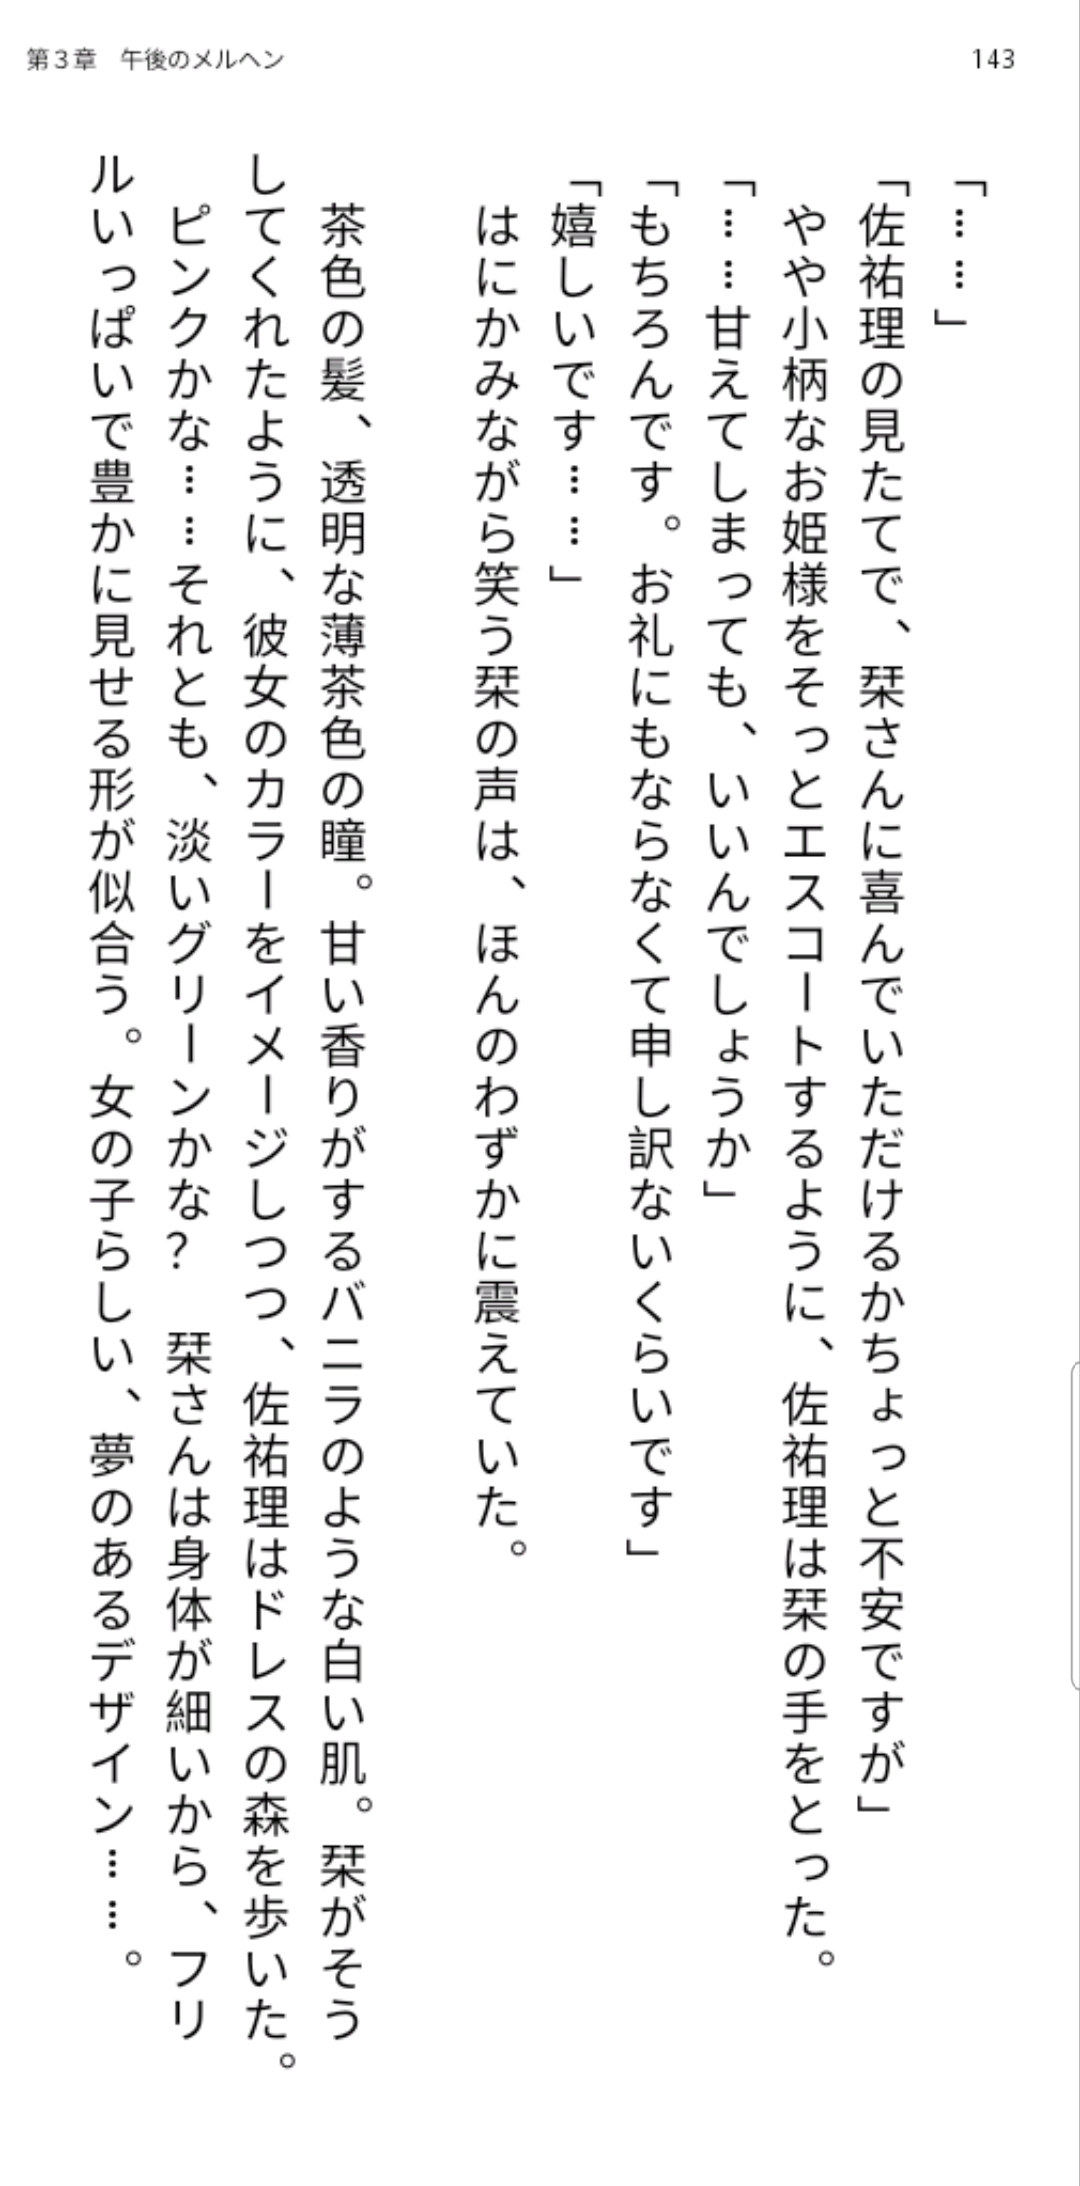 第３章　午後のメルヘン
143
「……」
「佐祐理の見たてで、栞さんに喜んでいただけるかちょっと不安ですが」
やや小柄なお姫様をそっとエスコートするように、佐祐理は栞の手をとった。
「……甘えてしまっても、いいんでしょうか」
「もちろんです。お礼にもならなくて申し訳ないくらいです」
「嬉しいです……」
はにかみながら笑う栞の声は、ほんのわずかに震えていた。
茶色の髪、透明な薄茶色の瞳。甘い香りがするバニラのような白い肌。栞がそう
してくれたように、彼女のカラーをイメージしつつ、佐祐理はドレスの森を歩いた。
ピンクかな……それとも、淡いグリーンかな？　栞さんは身体が細いから、フリ
ルいっぱいで豊かに見せる形が似合う。女の子らしい、夢のあるデザイン……。